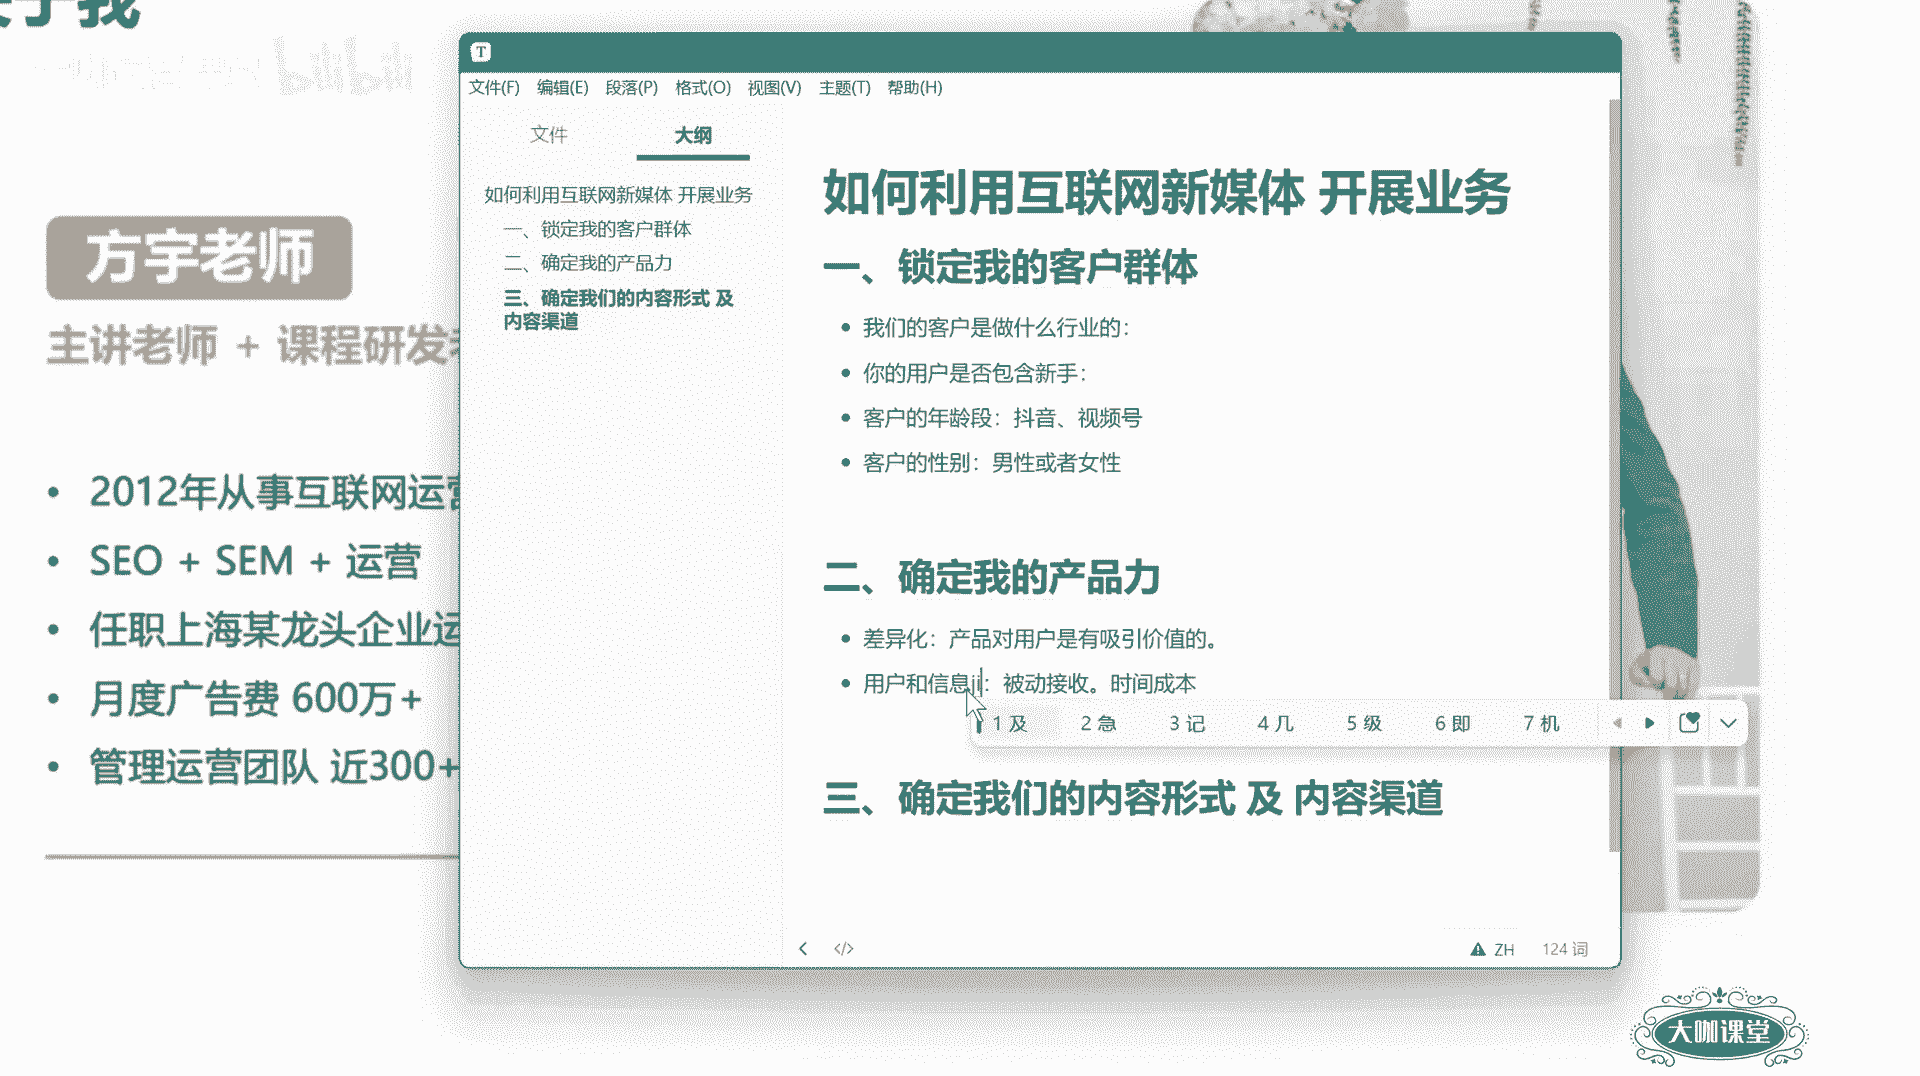 于我
bilibili
方宇老师
主讲老师 + 课程研发
2012年从事互联网运营
SEO + SEM + 运营
任职上海某龙头企业运
月度广告费 600万+
管理运营团队 近300+
T
文件(F) 编辑(E) 段落(P) 格式(O) 视图(V) 主题(T) 帮助(H)
文件 大纲
如何利用互联网新媒体 开展业务
一、锁定我的客户群体
二、确定我的产品力
三、确定我们的内容形式 及
内容渠道
如何利用互联网新媒体 开展业务
一、锁定我的客户群体
我们的客户是做什么行业的：
你的用户是否包含新手：
客户的年龄段：抖音、视频号
客户的性别：男性或者女性
二、确定我的产品力
差异化：产品对用户是有吸引价值的。
用户和信息ji：被动接收。时间成本
1 及 2 急 3 记 4 几 5 级 6 即 7 机
三、确定我们的内容形式 及 内容渠道
</> ZH 124 词
大咖课堂